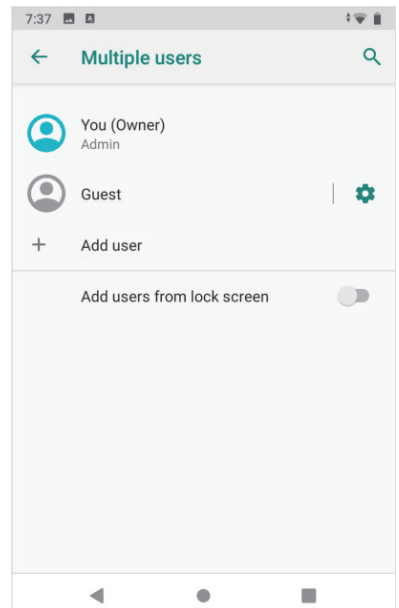 7:37
Multiple users
You (Owner)
Admin
Guest
Add user
Add users from lock screen